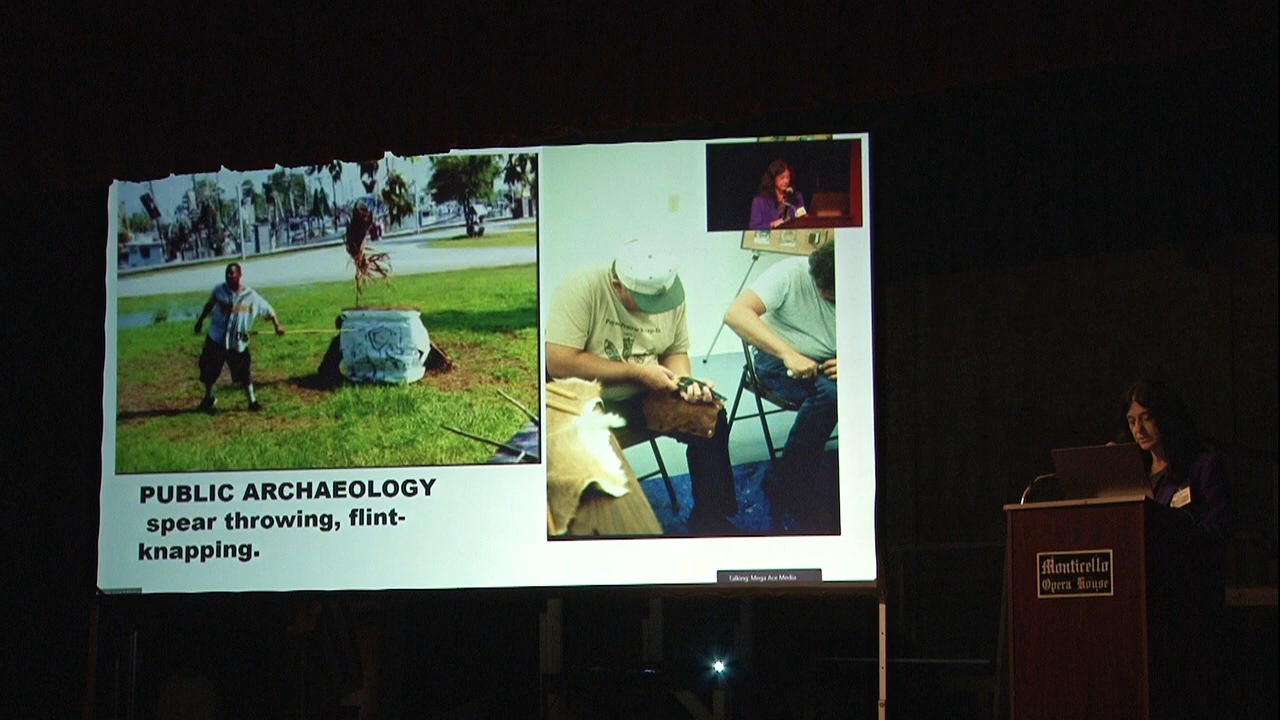 PUBLIC ARCHAEOLOGY
spear throwing, flint-
knapping.
Talking: Mega Ace Media
Monticello
Opera House